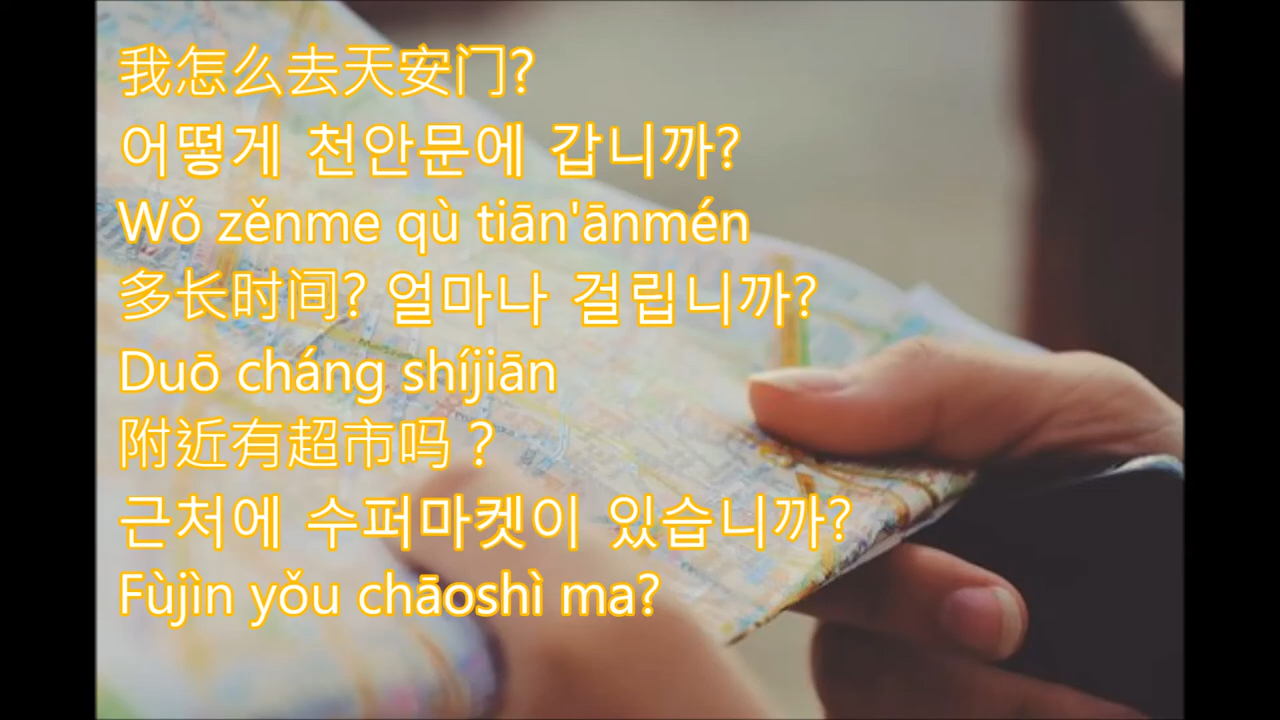 我怎么去天安门?
어떻게 천안문에 갑니까?
Wǒ zěnme qù tiān'ānmén
多长时间? 얼마나 걸립니까?
Duō cháng shíjiān
附近有超市吗？
근처에 수퍼마켓이 있습니까?
Fùjìn yǒu chāoshì ma?